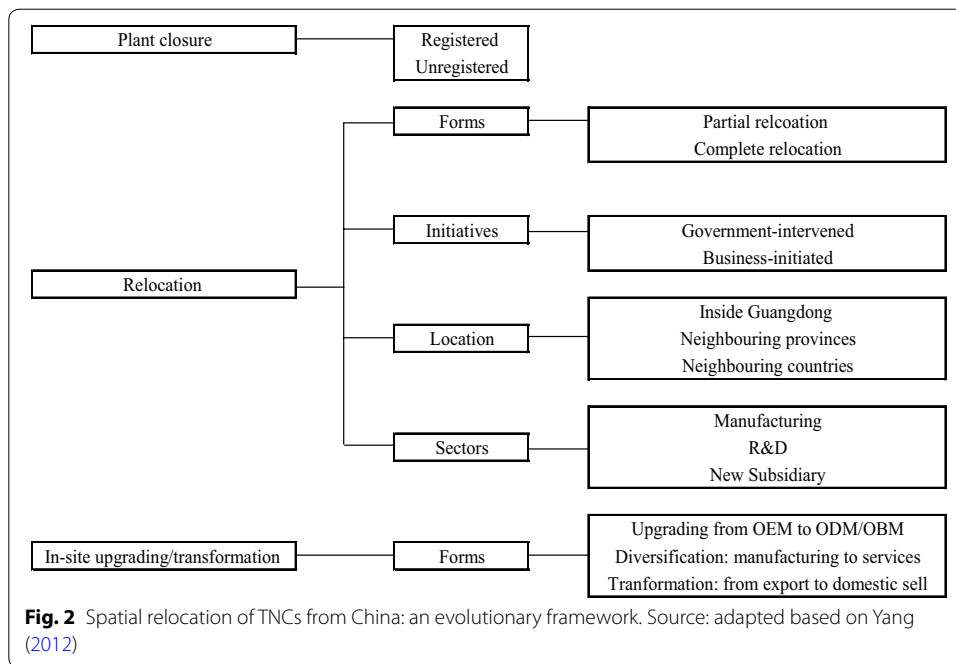 Plant closure
Registered
Unregistered
Forms
Partial relcoation
Complete relocation
Initiatives
Government-intervened
Business-initiated
Relocation
Location
Inside Guangdong
Neighbouring provinces
Neighbouring countries
Sectors
Manufacturing
R&D
New Subsidiary
In-site upgrading/transformation
Forms
Upgrading from OEM to ODM/OBM
Diversification: manufacturing to services
Tranformation: from export to domestic sell
Fig. 2 Spatial relocation of TNCs from China: an evolutionary framework. Source: adapted based on Yang
(2012)